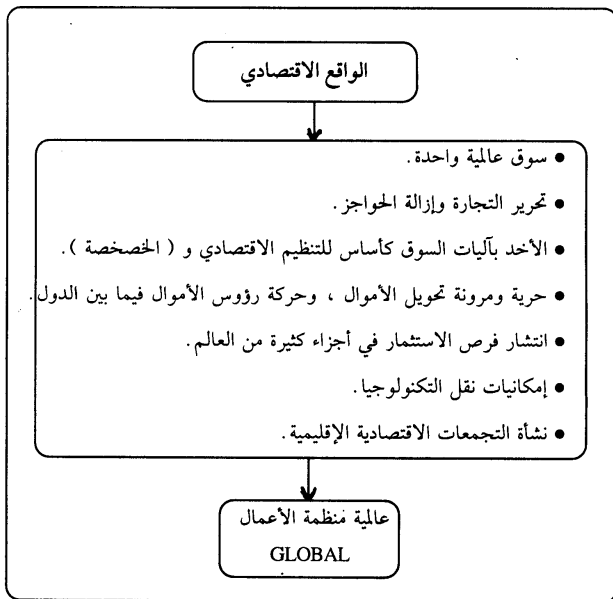 الواقع الاقتصادي
● سوق عالمية واحدة.
● تحرير التجارة وإزالة الحواجز.
● الأخد بآليات السوق كأساس للتنظيم الاقتصادي و ( الخصخصة ).
● حرية ومرونة تحويل الأموال ، وحركة رؤوس الأموال فيما بين الدول.
● انتشار فرص الاستثمار في أجزاء كثيرة من العالم.
● إمكانيات نقل التكنولوجيا.
● نشأة التجمعات الاقتصادية الإقليمية.
عالمية منظمة الأعمال
GLOBAL